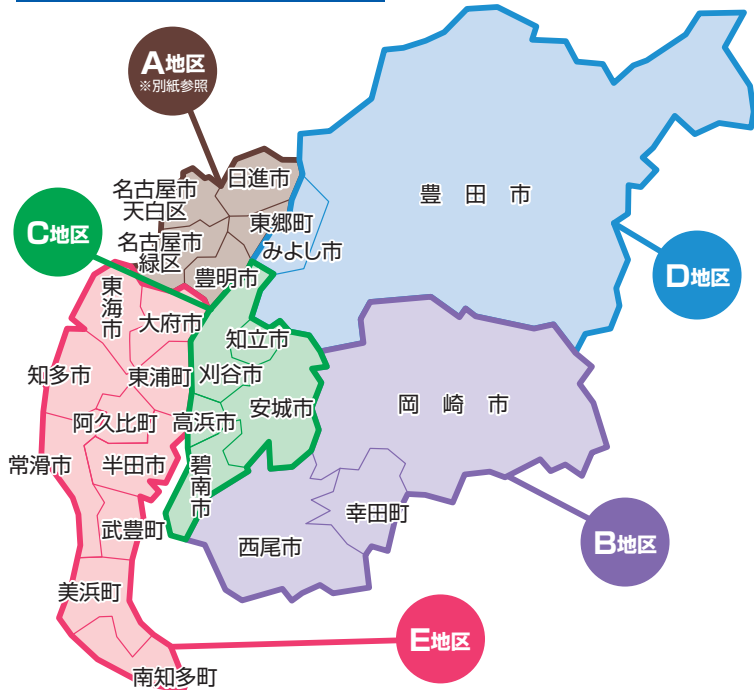 A地区
※別紙参照
日進市
名古屋市
天白区
豊田市
東郷町
みよし市
C地区
名古屋市
緑区
豊明市
D地区
東海市
大府市
知立市
知多市
東浦町
刈谷市
安城市
岡崎市
阿久比町
高浜市
常滑市
半田市
碧南市
幸田町
武豊町
西尾市
B地区
美浜町
E地区
南知多町